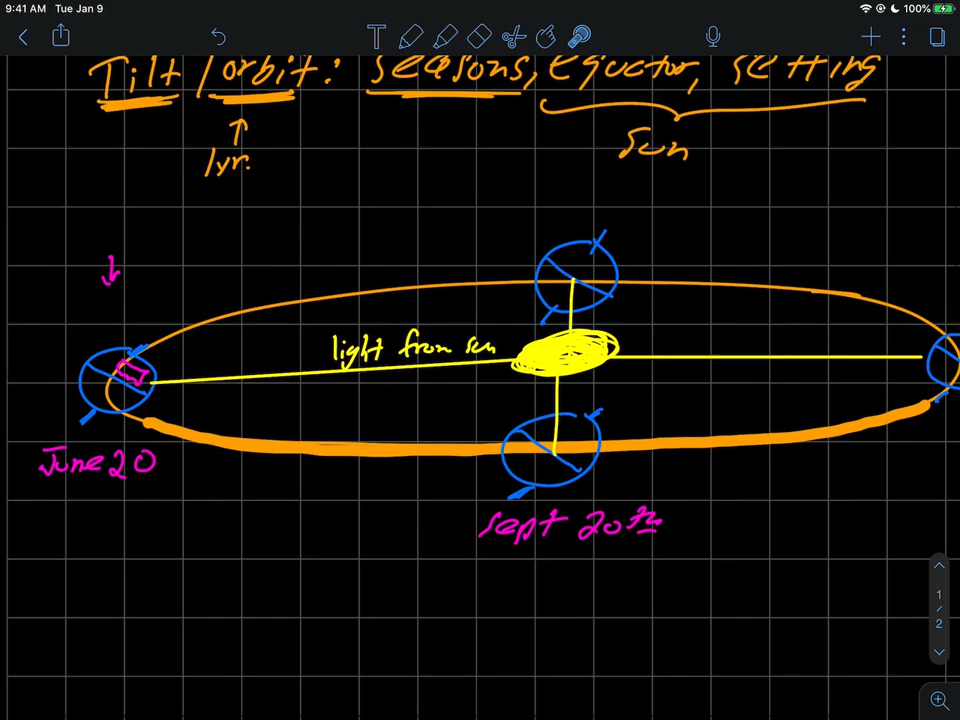 9:41 AM Tue Jan 9
100%
Tilt / orbit: seasons, Equator, setting
1yr.
Sun
light from sun
June 20
Sept 20th
1
/
2